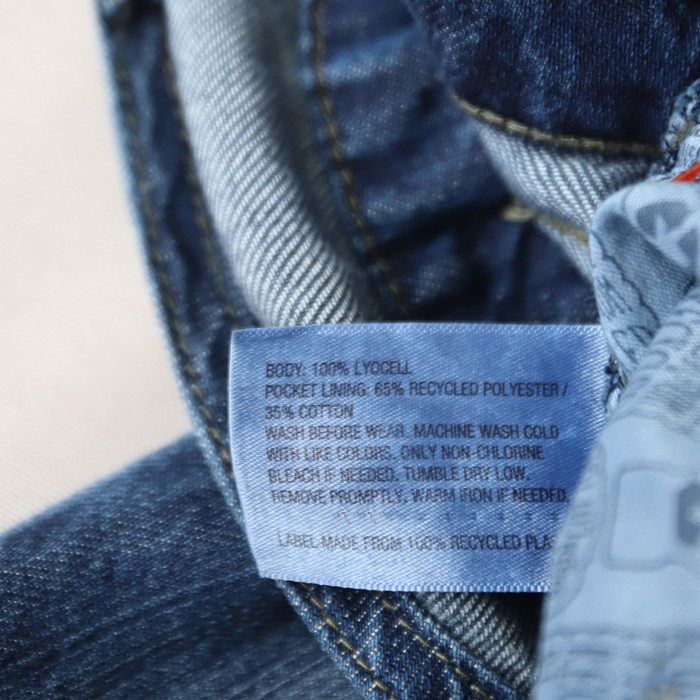 BODY: 100% LYOCELL
POCKET LINING: 65% RECYCLED POLYESTER /
35% COTTON
WASH BEFORE WEAR. MACHINE WASH COLD
WITH LIKE COLORS. ONLY NON-CHLORINE
BLEACH IF NEEDED. TUMBLE DRY LOW.
REMOVE PROMPTLY. WARM IRON IF NEEDED.
LABEL MADE FROM 100% RECYCLED